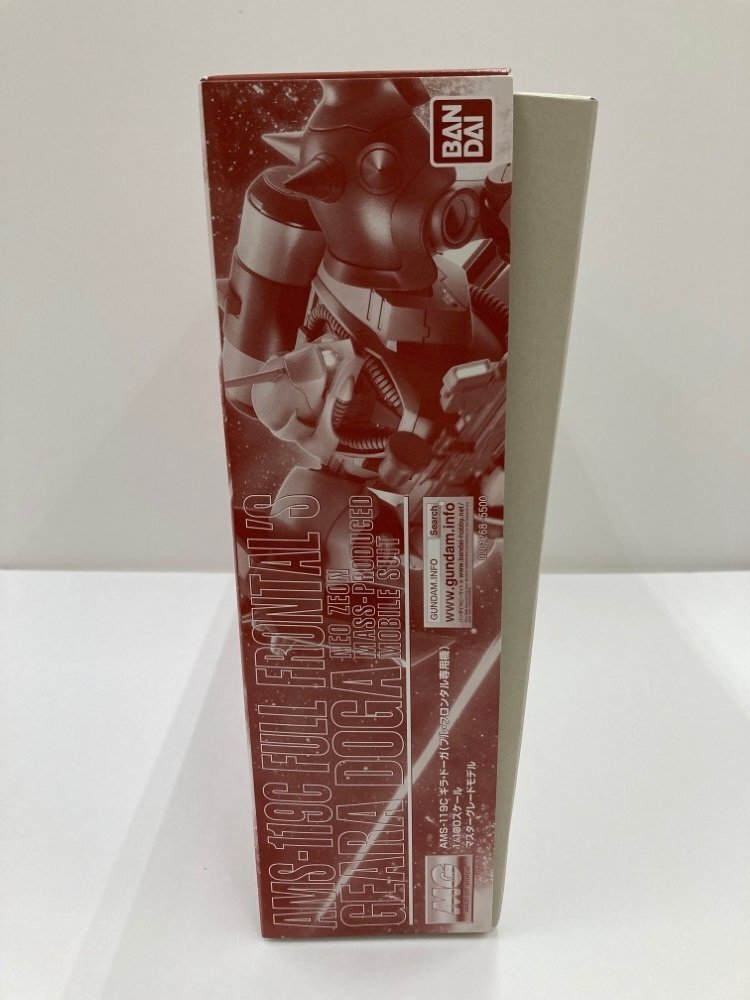 BAN
DAI
AMS-119C FULL FRONTAL'S
GEARA DOGA
NEO ZEON
MASS-PRODUCED
MOBILE SUIT
GUNDAM.INFO
Search
www.gundam.info
AMS-119C ギラ・ドーガ(フル・フロンタル専用機)
1/100スケール
マスターグレードモデル
MG